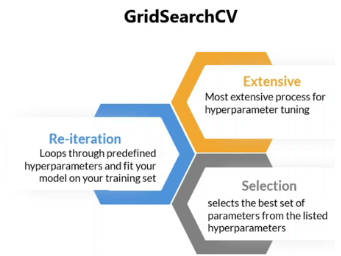 GridSearchCV
Extensive
Most extensive process for
hyperparameter tuning
Re-iteration
Loops through predefined
hyperparameters and fit your
model on your training set
Selection
selects the best set of
parameters from the listed
hyperparameters